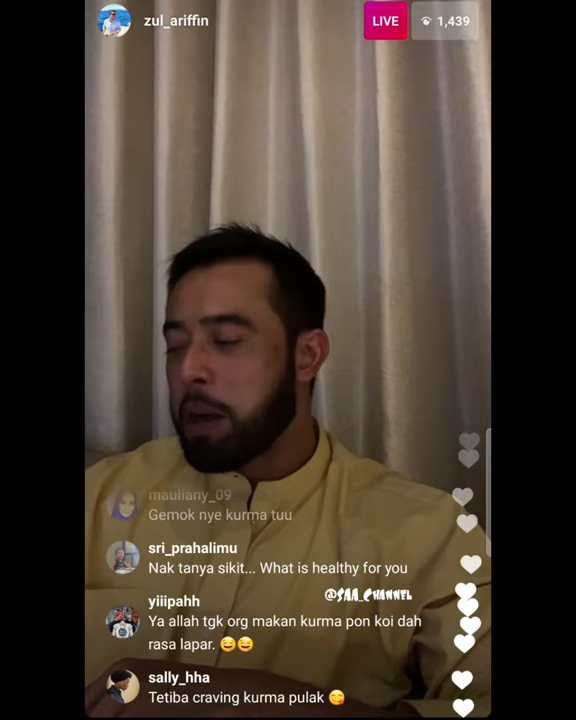 zul_ariffin
LIVE
1,439
mauliany_09
Gemok nye kurma tuu
sri_prahalimu
Nak tanya sikit... What is healthy for you
@SAA_CHANNEL
yiiipahh
Ya allah tgk org makan kurma pon koi dah
rasa lapar. 😄😄
sally_hha
Tetiba craving kurma pulak 😋